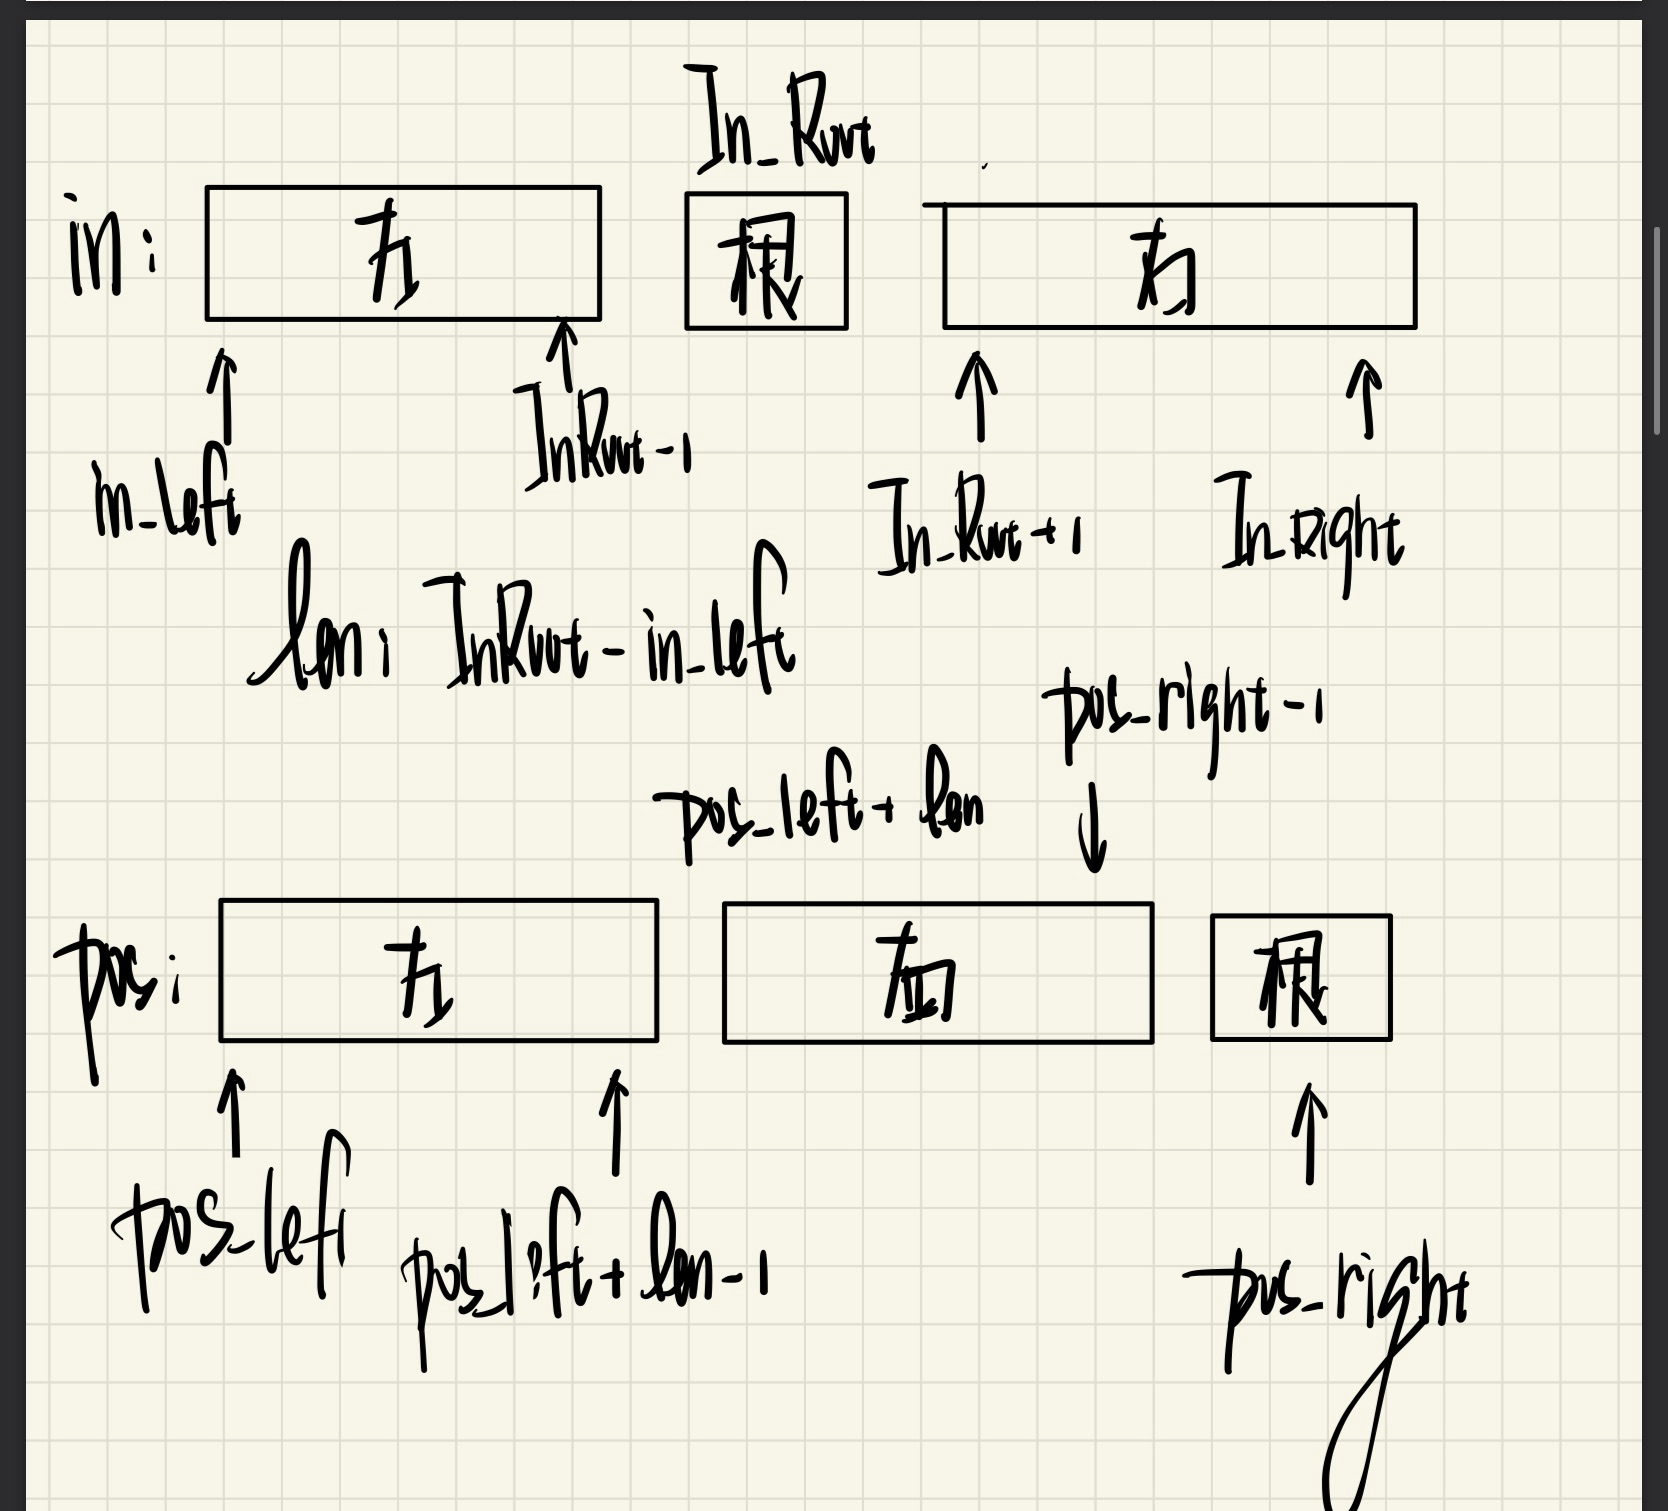 In_Root
in: 左 根 右
in_left InRoot-1 In_Root+1 In_right
len: InRoot-in_left
pos_right-1
pos_left+len
pos: 左 右 根
pos_left pos_left+len-1 pos_right